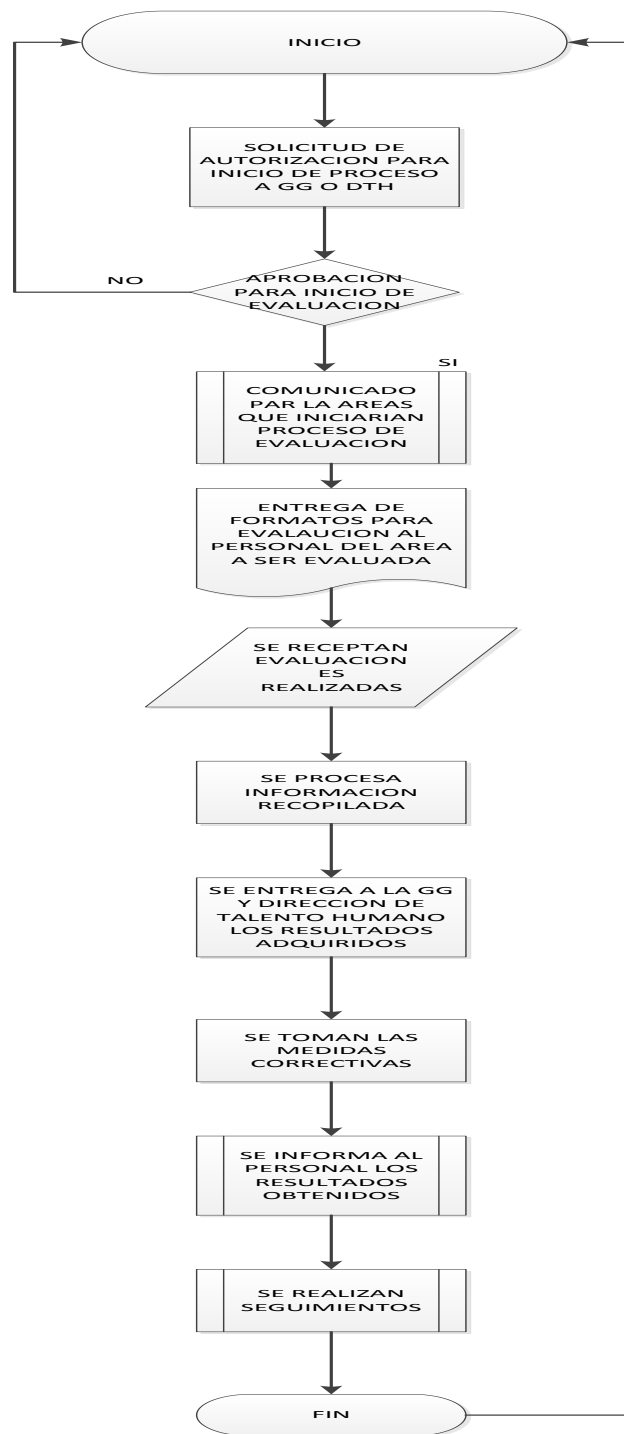 INICIO
SOLICITUD DE
AUTORIZACION PARA
INICIO DE PROCESO
A GG O DTH
NO
APROBACION
PARA INICIO DE
EVALUACION
SI
COMUNICADO
PAR LA AREAS
QUE INICIARIAN
PROCESO DE
EVALUACION
ENTREGA DE
FORMATOS PARA
EVALAUCION AL
PERSONAL DEL AREA
A SER EVALUADA
SE RECEPTAN
EVALUACION
ES
REALIZADAS
SE PROCESA
INFORMACION
RECOPILADA
SE ENTREGA A LA GG
Y DIRECCION DE
TALENTO HUMANO
LOS RESULTADOS
ADQUIRIDOS
SE TOMAN LAS
MEDIDAS
CORRECTIVAS
SE INFORMA AL
PERSONAL LOS
RESULTADOS
OBTENIDOS
SE REALIZAN
SEGUIMIENTOS
FIN